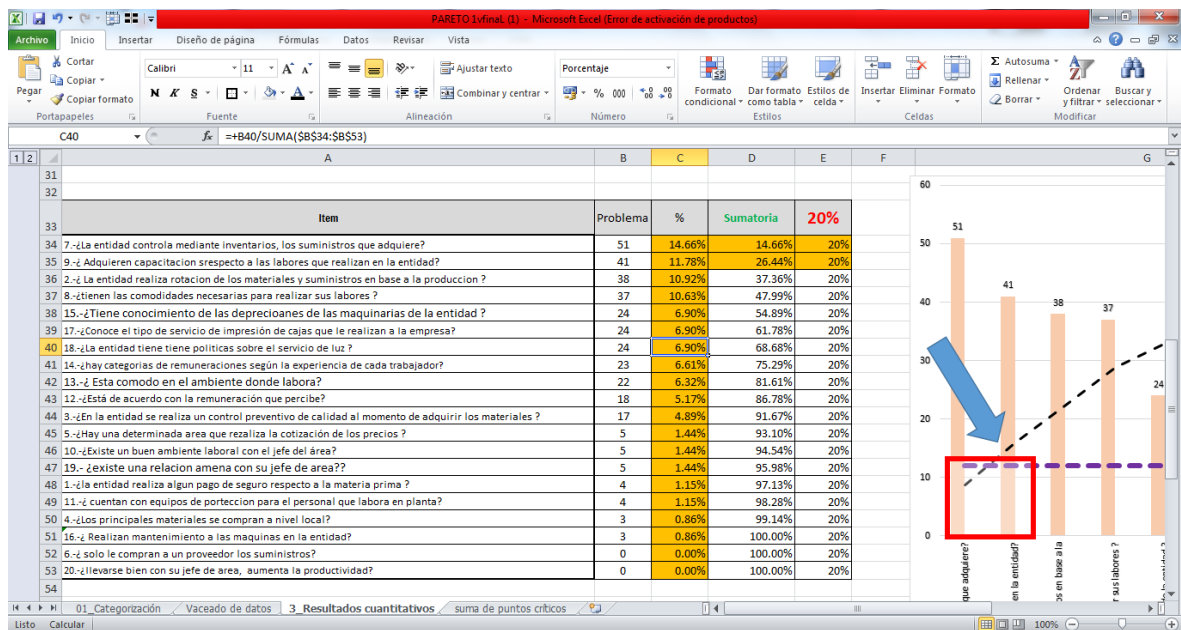 PARETO 1vfinaL (1) - Microsoft Excel (Error de activación de productos)
Archivo Inicio Insertar Diseño de página Fórmulas Datos Revisar Vista
Cortar
Copiar
Copiar formato
Pegar
Portapapeles
Calibri 11
N K S
Fuente
Ajustar texto
Combinar y centrar
Alineación
Porcentaje
% 000
Número
Formato condicional
Dar formato como tabla
Estilos de celda
Estilos
Insertar Eliminar Formato
Celdas
Σ Autosuma
Rellenar
Borrar
Ordenar y filtrar
Buscar y seleccionar
Modificar
C40 fx =+B40/SUMA($B$34:$B$53)
1 2 A B C D E F G
31
32
33 Item Problema % Sumatoria 20%
34 7.-¿La entidad controla mediante inventarios, los suministros que adquiere? 51 14.66% 14.66% 20%
35 9.-¿ Adquieren capacitacion srespecto a las labores que realizan en la entidad? 41 11.78% 26.44% 20%
36 2.-¿ La entidad realiza rotacion de los materiales y suministros en base a la produccion ? 38 10.92% 37.36% 20%
37 8.-¿tienen las comodidades necesarias para realizar sus labores ? 37 10.63% 47.99% 20%
38 15.-¿Tiene conocimiento de las deprecioanes de las maquinarias de la entidad ? 24 6.90% 54.89% 20%
39 17.-¿Conoce el tipo de servicio de impresión de cajas que le realizan a la empresa? 24 6.90% 61.78% 20%
40 18.-¿La entidad tiene tiene politicas sobre el servicio de luz ? 24 6.90% 68.68% 20%
41 14.-¿hay categorias de remuneraciones según la experiencia de cada trabajador? 23 6.61% 75.29% 20%
42 13.-¿ Esta comodo en el ambiente donde labora? 22 6.32% 81.61% 20%
43 12.-¿Está de acuerdo con la remuneración que percibe? 18 5.17% 86.78% 20%
44 3.-¿En la entidad se realiza un control preventivo de calidad al momento de adquirir los materiales ? 17 4.89% 91.67% 20%
45 5.-¿Hay una determinada area que rezaliza la cotización de los precios ? 5 1.44% 93.10% 20%
46 10.-¿Existe un buen ambiente laboral con el jefe del área? 5 1.44% 94.54% 20%
47 19.- ¿existe una relacion amena con su jefe de area?? 5 1.44% 95.98% 20%
48 1.-¿la entidad realiza algun pago de seguro respecto a la materia prima ? 4 1.15% 97.13% 20%
49 11.-¿ cuentan con equipos de porteccion para el personal que labora en planta? 4 1.15% 98.28% 20%
50 4.-¿Los principales materiales se compran a nivel local? 3 0.86% 99.14% 20%
51 16.-¿ Realizan mantenimiento a las maquinas en la entidad? 3 0.86% 100.00% 20%
52 6.-¿ solo le compran a un proveedor los suministros? 0 0.00% 100.00% 20%
53 20.-¿llevarse bien con su jefe de area, aumenta la productividad? 0 0.00% 100.00% 20%
54
60
50
40
30
20
10
0
51
41
38
37
24
que adquiere?
en la entidad?
os en base a la
r sus labores ?
01_Categorización Vaceado de datos 3_Resultados cuantitativos suma de puntos críticos
Listo Calcular 100%